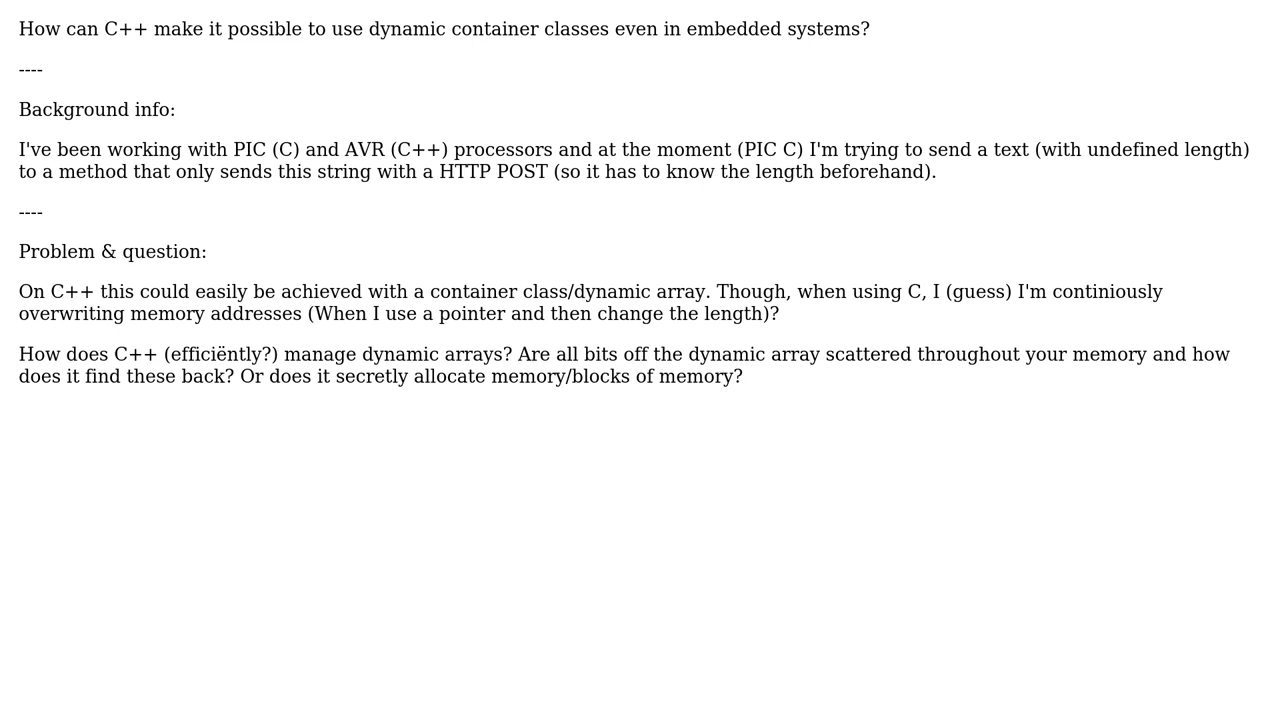 How can C++ make it possible to use dynamic container classes even in embedded systems?
----
Background info:
I've been working with PIC (C) and AVR (C++) processors and at the moment (PIC C) I'm trying to send a text (with undefined length)
to a method that only sends this string with a HTTP POST (so it has to know the length beforehand).
----
Problem & question:
On C++ this could easily be achieved with a container class/dynamic array. Though, when using C, I (guess) I'm continiously
overwriting memory addresses (When I use a pointer and then change the length)?
How does C++ (efficiëntly?) manage dynamic arrays? Are all bits off the dynamic array scattered throughout your memory and how
does it find these back? Or does it secretly allocate memory/blocks of memory?